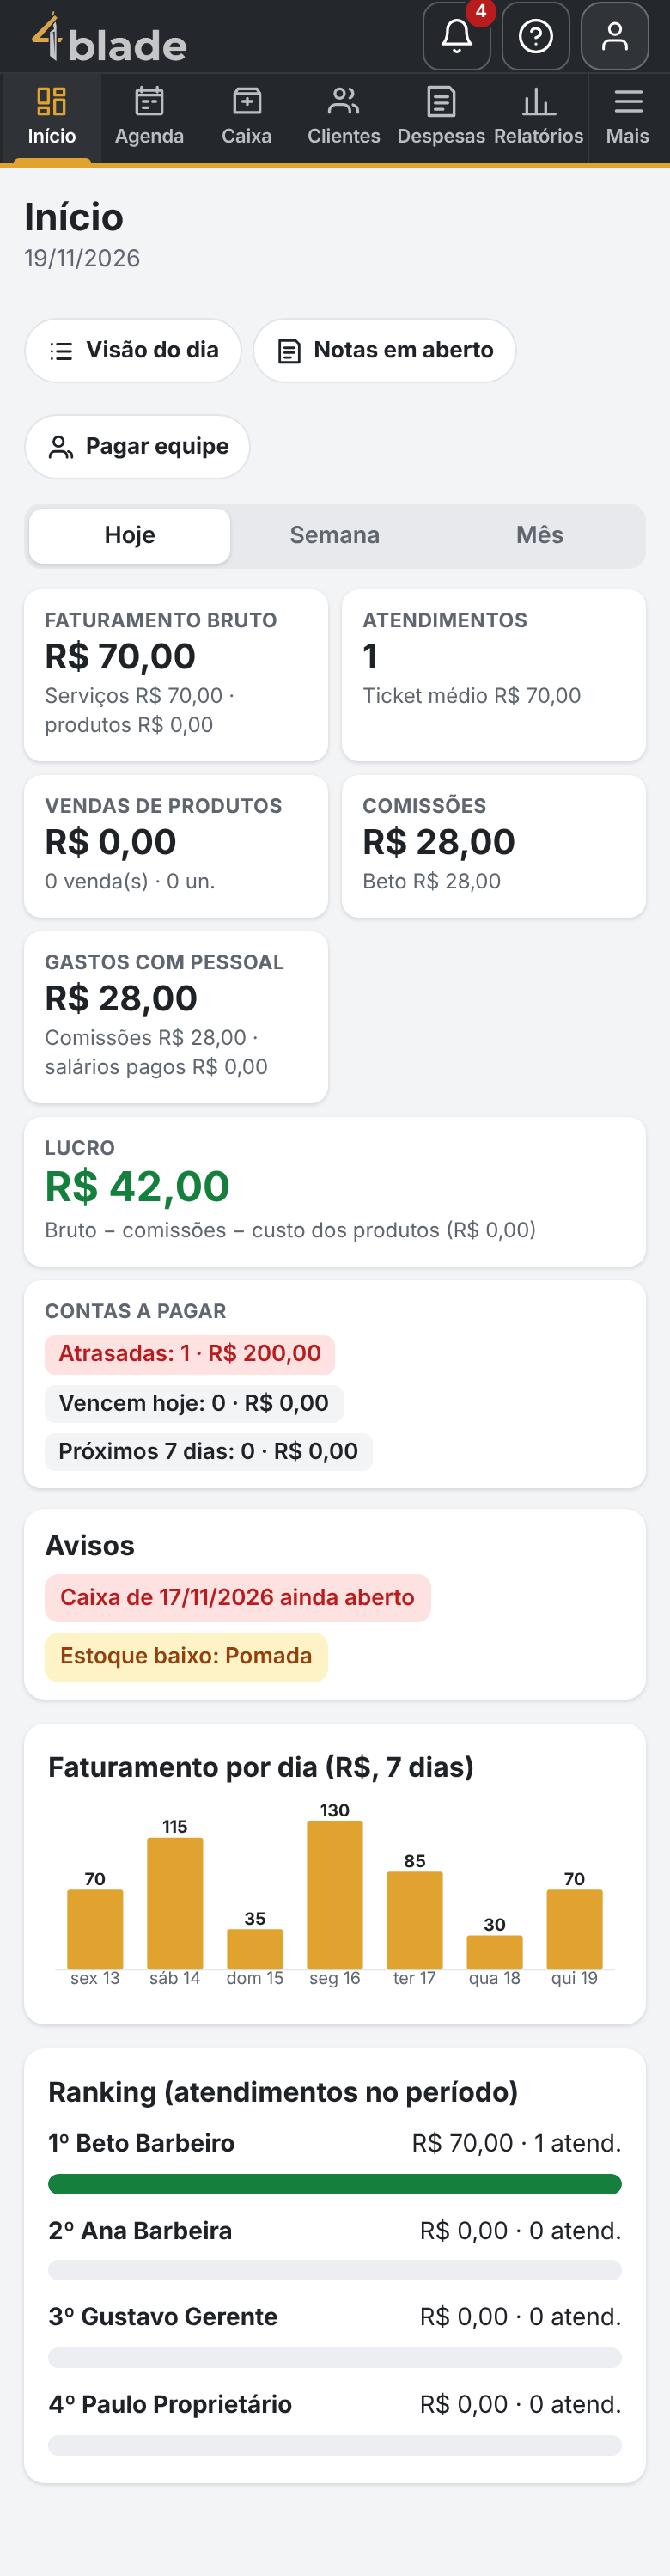 4blade
4
Início
Agenda
Caixa
Clientes
Despesas
Relatórios
Mais
Início
19/11/2026
Visão do dia
Notas em aberto
Pagar equipe
Hoje
Semana
Mês
FATURAMENTO BRUTO
R$ 70,00
Serviços R$ 70,00 ·
produtos R$ 0,00
ATENDIMENTOS
1
Ticket médio R$ 70,00
VENDAS DE PRODUTOS
R$ 0,00
0 venda(s) · 0 un.
COMISSÕES
R$ 28,00
Beto R$ 28,00
GASTOS COM PESSOAL
R$ 28,00
Comissões R$ 28,00 ·
salários pagos R$ 0,00
LUCRO
R$ 42,00
Bruto − comissões − custo dos produtos (R$ 0,00)
CONTAS A PAGAR
Atrasadas: 1 · R$ 200,00
Vencem hoje: 0 · R$ 0,00
Próximos 7 dias: 0 · R$ 0,00
Avisos
Caixa de 17/11/2026 ainda aberto
Estoque baixo: Pomada
Faturamento por dia (R$, 7 dias)
70
115
35
130
85
30
70
sex 13
sáb 14
dom 15
seg 16
ter 17
qua 18
qui 19
Ranking (atendimentos no período)
1º Beto Barbeiro
R$ 70,00 · 1 atend.
2º Ana Barbeira
R$ 0,00 · 0 atend.
3º Gustavo Gerente
R$ 0,00 · 0 atend.
4º Paulo Proprietário
R$ 0,00 · 0 atend.